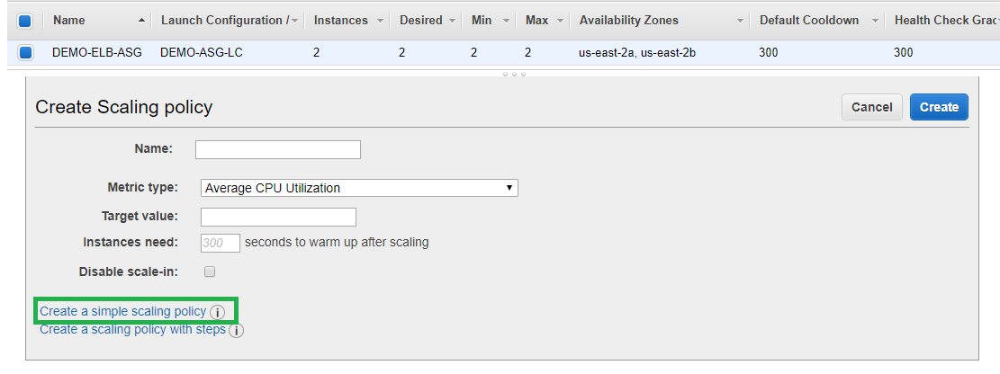 Name Launch Configuration / Instances Desired Min Max Availability Zones Default Cooldown Health Check Grac
DEMO-ELB-ASG DEMO-ASG-LC 2 2 2 2 us-east-2a, us-east-2b 300 300
Create Scaling policy Cancel Create
Name:
Metric type: Average CPU Utilization
Target value:
Instances need: 300 seconds to warm up after scaling
Disable scale-in:
Create a simple scaling policy i
Create a scaling policy with steps i